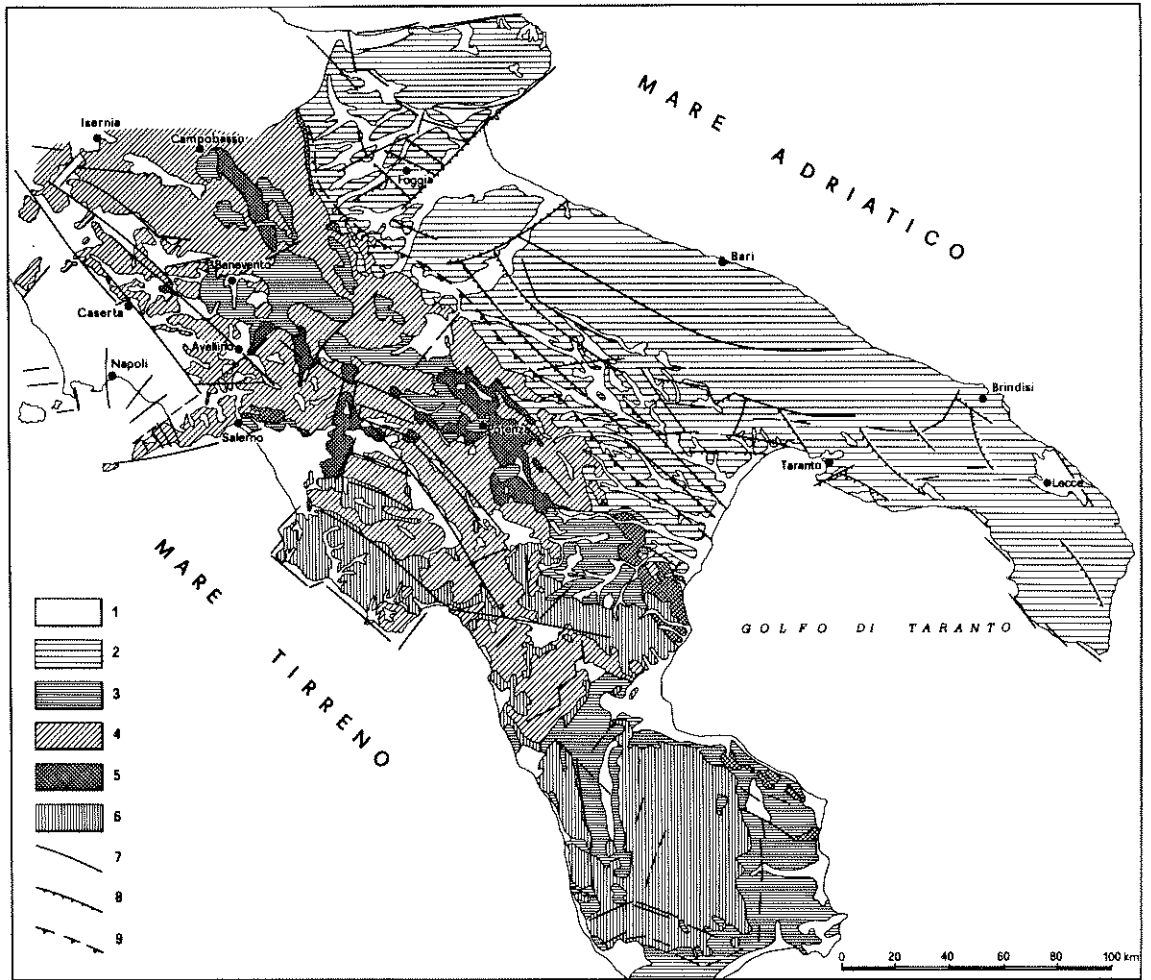 MARE ADRIATICO
Isernia
Campobasso
Foggia
Bari
Benevento
Caserta
Avellino
Napoli
Brindisi
Salerno
Taranto
Lecce
MARE TIRRENO
GOLFO DI TARANTO
1
2
3
4
5
6
7
8
9
0 20 40 60 80 100 km